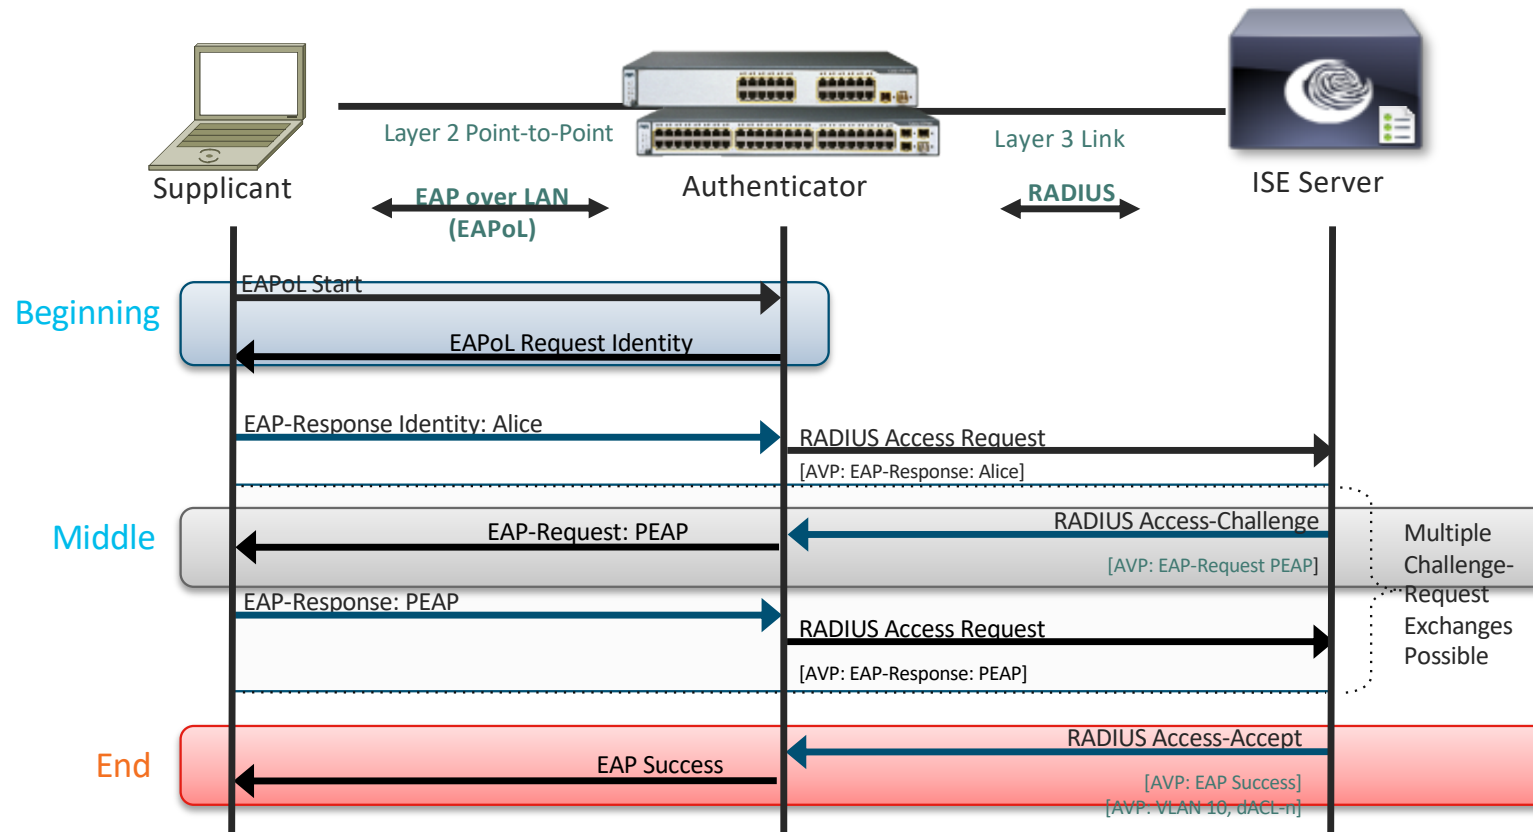 Layer 2 Point-to-Point
Layer 3 Link
Supplicant
Authenticator
ISE Server
EAP over LAN
(EAPoL)
RADIUS
Beginning
EAPoL Start
EAPoL Request Identity
EAP-Response Identity: Alice
RADIUS Access Request
[AVP: EAP-Response: Alice]
Middle
EAP-Request: PEAP
RADIUS Access-Challenge
[AVP: EAP-Request PEAP]
Multiple
Challenge-
Request
Exchanges
Possible
EAP-Response: PEAP
RADIUS Access Request
[AVP: EAP-Response: PEAP]
End
RADIUS Access-Accept
EAP Success
[AVP: EAP Success]
[AVP: VLAN 10, dACL-n]